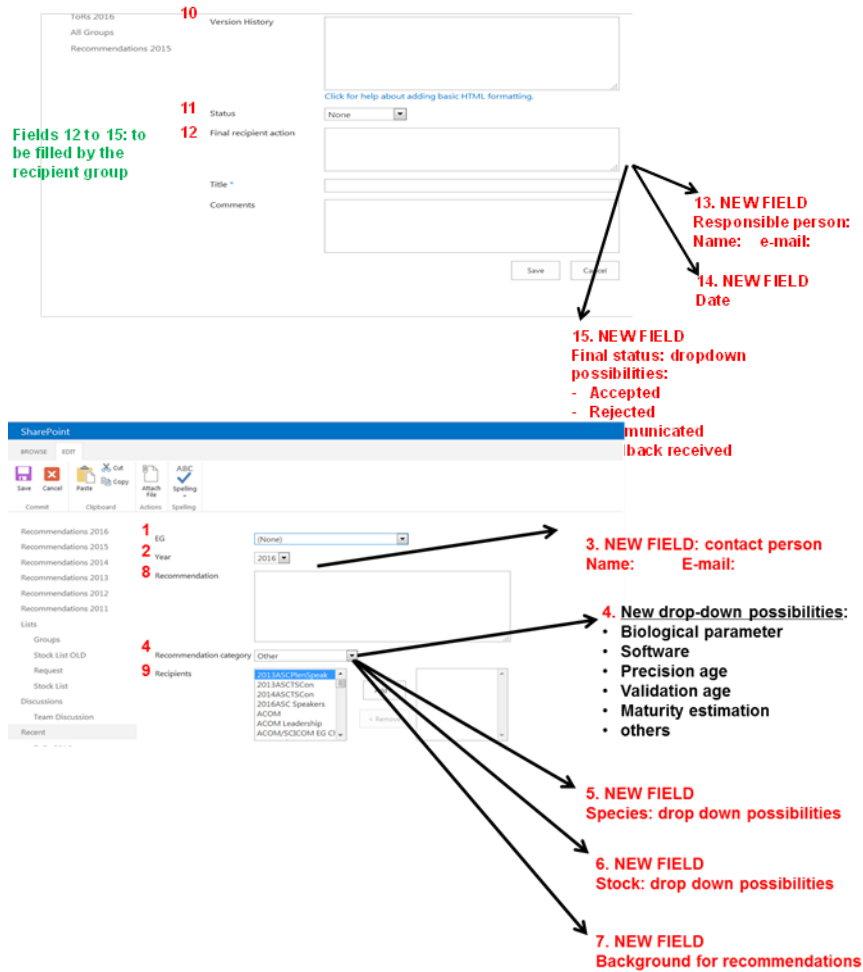 ToRs 2016
All Groups
Recommendations 2015
10
Version History
Click for help about adding basic HTML formatting.
11
Status
None
Fields 12 to 15: to
be filled by the
recipient group
12
Final recipient action
Title *
Comments
Save
Cancel
13. NEW FIELD
Responsible person:
Name: e-mail:
14. NEW FIELD
Date
15. NEW FIELD
Final status: dropdown
possibilities:
- Accepted
- Rejected
municated
lback received
SharePoint
BROWSE EDIT
Save
Cancel
Paste
Cut
Copy
Attach
File
ABC
Spelling
Commit
Clipboard
Actions
Spelling
Recommendations 2016
Recommendations 2015
Recommendations 2014
Recommendations 2013
Recommendations 2012
Recommendations 2011
Lists
Groups
Stock List OLD
Request
Stock List
Discussions
Team Discussion
Recent
1
EG
(None)
2
Year
2016
8
Recommendation
4
Recommendation category
Other
9
Recipients
2013ASCPlenSpeak
2013ASCTSCon
2014ASCTSCon
2016ASC Speakers
ACOM
ACOM Leadership
ACOM/SCICOM EG C
< Remove
3. NEW FIELD: contact person
Name: E-mail:
4. New drop-down possibilities:
• Biological parameter
• Software
• Precision age
• Validation age
• Maturity estimation
• others
5. NEW FIELD
Species: drop down possibilities
6. NEW FIELD
Stock: drop down possibilities
7. NEW FIELD
Background for recommendations